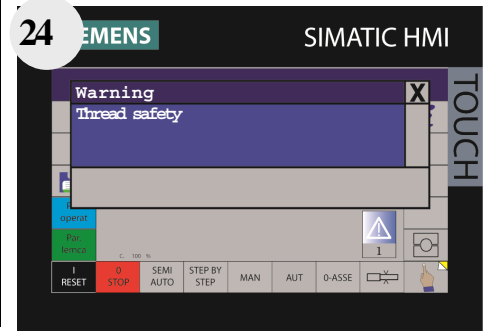 24
EMENS
SIMATIC HMI
TOUCH
Warning
X
Thread safety
operat
Par.
lemca
C. 100 %
1
I
RESET
0
STOP
SEMI
AUTO
STEP BY
STEP
MAN
AUT
0-ASSE
X